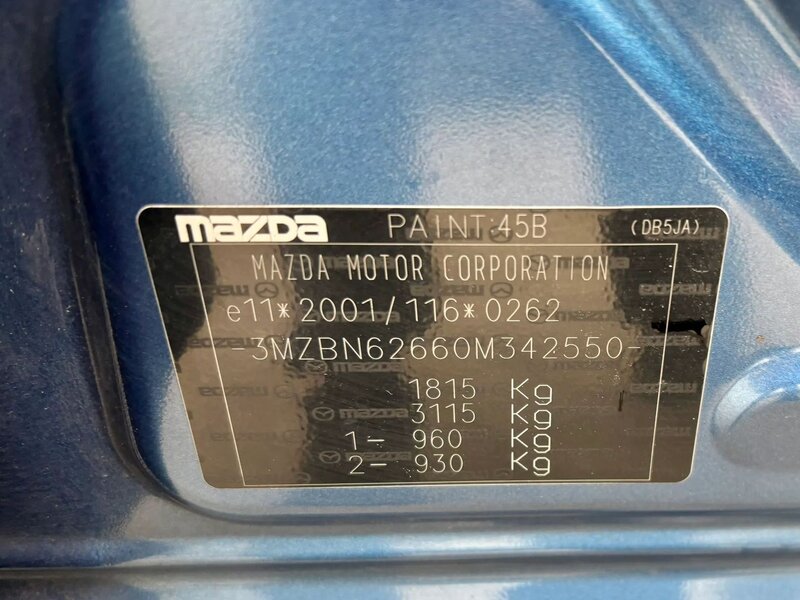 mazda PAINT:45B (DB5JA)
MAZDA MOTOR CORPORATION
e11*2001/116*0262
-3MZBN62660M342550-
1815 Kg
3115 Kg
1- 960 Kg
2- 930 Kg